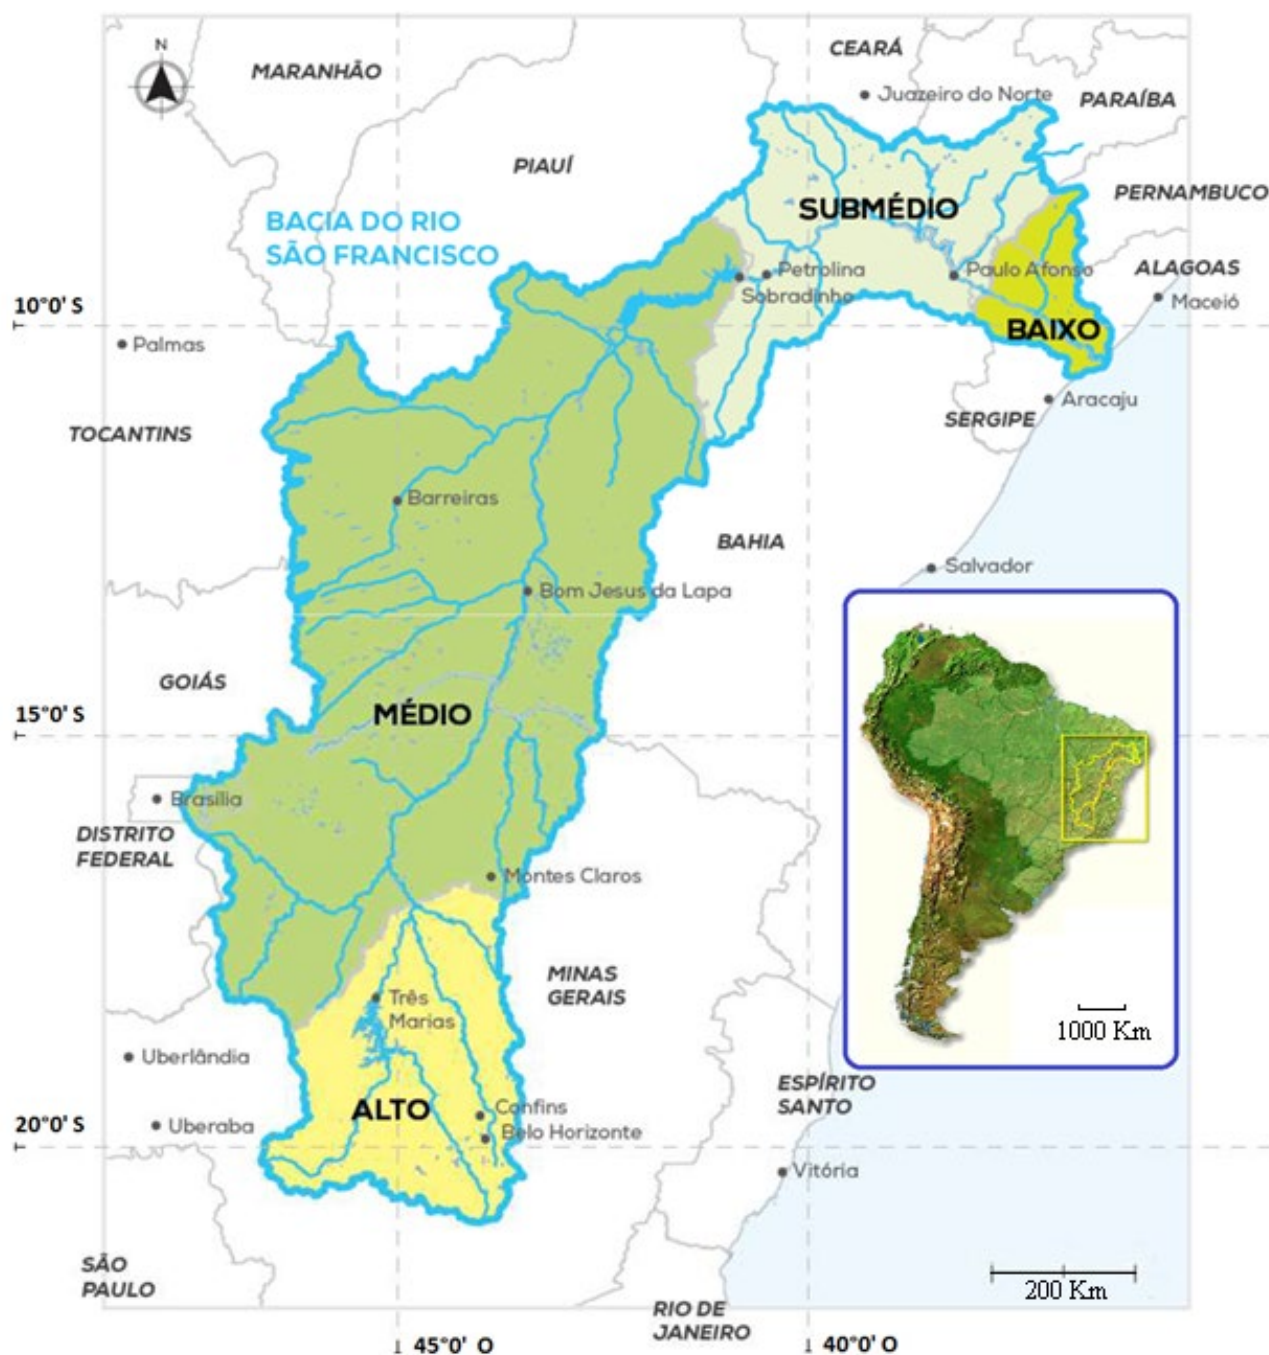 N
CEARÁ
MARANHÃO
Juazeiro do Norte
PARAÍBA
PIAUÍ
PERNAMBUCO
SUBMÉDIO
BACIA DO RIO
SÃO FRANCISCO
Petrolina
Paulo Afonso
ALAGOAS
Sobradinho
Maceió
10°0' S
BAIXO
Palmas
Aracaju
SERGIPE
TOCANTINS
Barreiras
BAHIA
Salvador
Bom Jesus da Lapa
GOIÁS
15°0' S
MÉDIO
Brasília
DISTRITO
FEDERAL
Montes Claros
MINAS
GERAIS
Três
Marias
1000 Km
Uberlândia
ESPÍRITO
SANTO
ALTO
Confins
20°0' S
Uberaba
Belo Horizonte
Vitória
SÃO
PAULO
200 Km
RIO DE
JANEIRO
45°0' O
40°0' O